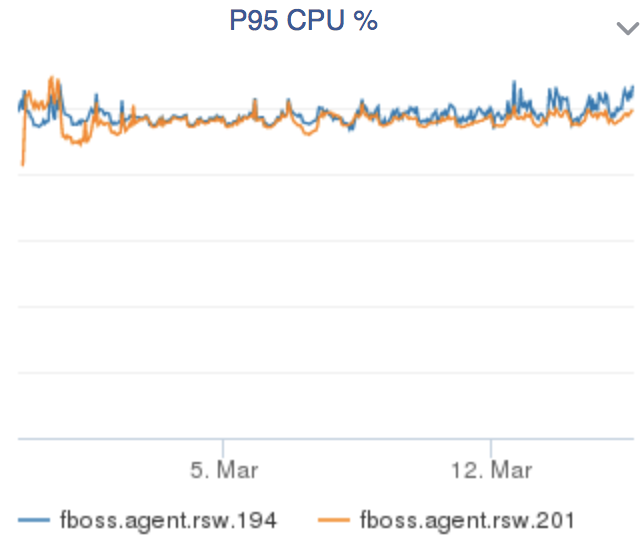 P95 CPU %
5. Mar
12. Mar
fboss.agent.rsw.194
fboss.agent.rsw.201